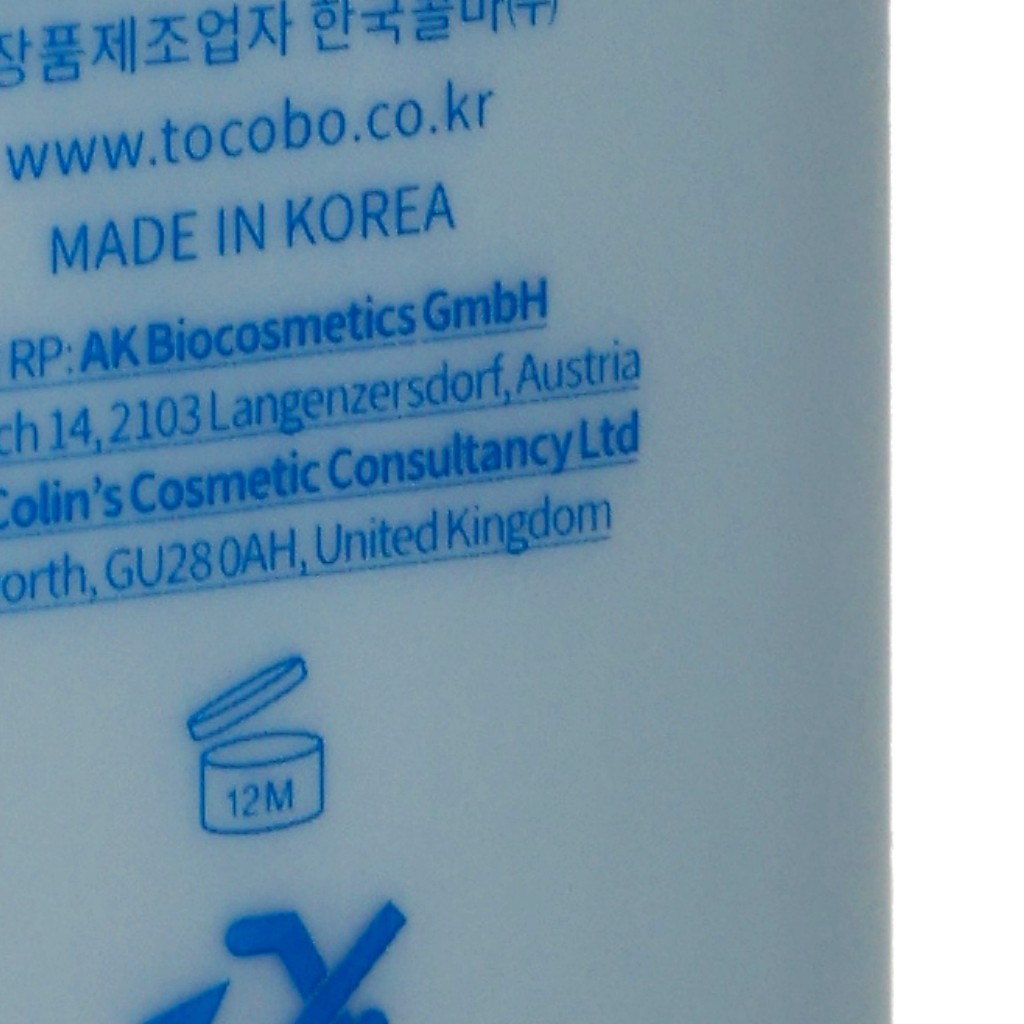 장품제조업자 한국콜마(주)
www.tocobo.co.kr
MADE IN KOREA
RP: AK Biocosmetics GmbH
ch 14, 2103 Langenzersdorf, Austria
Colin's Cosmetic Consultancy Ltd
orth, GU28 0AH, United Kingdom
12M